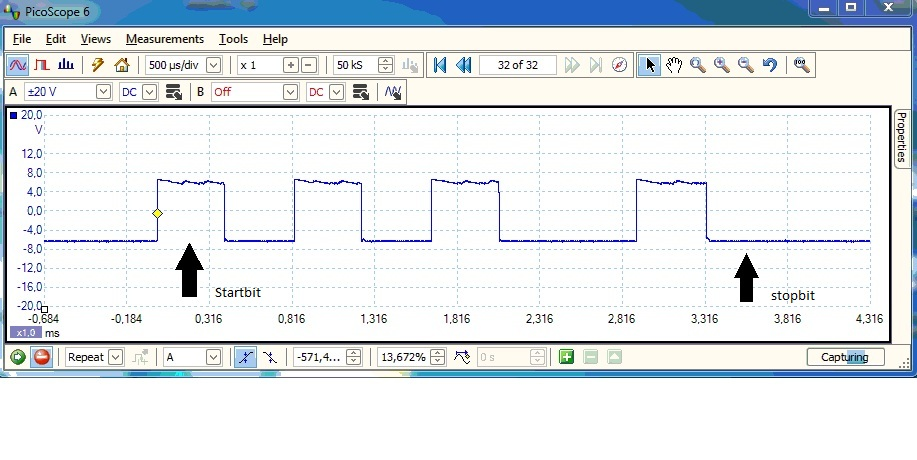 PicoScope 6
File Edit Views Measurements Tools Help
500 µs/div x 1 50 kS 32 of 32
A ±20 V DC B Off DC
20,0
V
12,0
8,0
4,0
0,0
-4,0
-8,0
-12,0
-16,0
-20,0
Startbit
stopbit
-0,684 -0,184 0,316 0,816 1,316 1,816 2,316 2,816 3,316 3,816 4,316
x1,0 ms
Properties
Repeat A -571,4... 13,672% 0 s Capturing